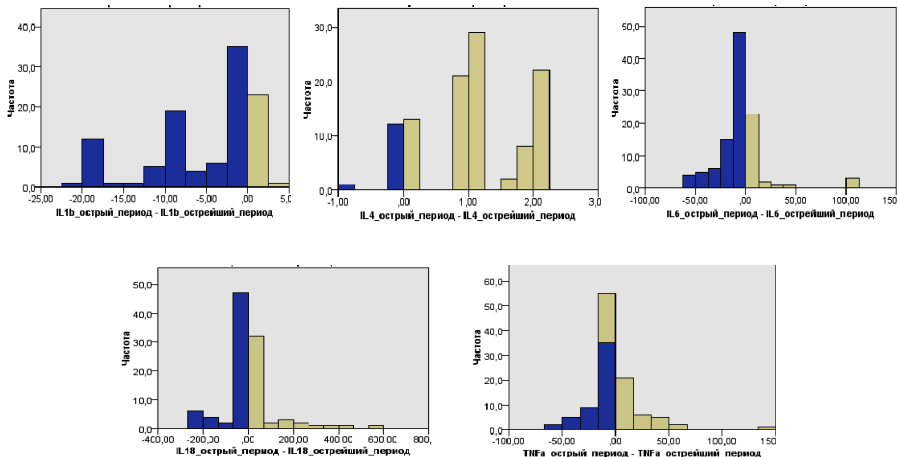 40,0
30,0
20,0
10,0
,0
Частота
-25,00 -20,00 -15,00 -10,00 -5,00 ,00 5,0
IL1b_острый_период - IL1b_острейший_период
30,0
20,0
10,0
,0
Частота
-1,00 ,00 1,00 2,00 3,0
IL4_острый_период - IL4_острейший_период
50,0
40,0
30,0
20,0
10,0
,0
Частота
-100,00 -50,00 ,00 50,00 100,0 150
IL6_острый_период - IL6_острейший_период
50,0
40,0
30,0
20,0
10,0
,0
Частота
-400,00 -200,00 ,00 200,00 400,00 600,00 800,
IL18_острый_период - IL18_острейший_период
60,0
50,0
40,0
30,0
20,0
10,0
,0
Частота
-100,00 -50,00 ,00 50,00 100,0 150
TNFa_острый_период - TNFa_острейший_период